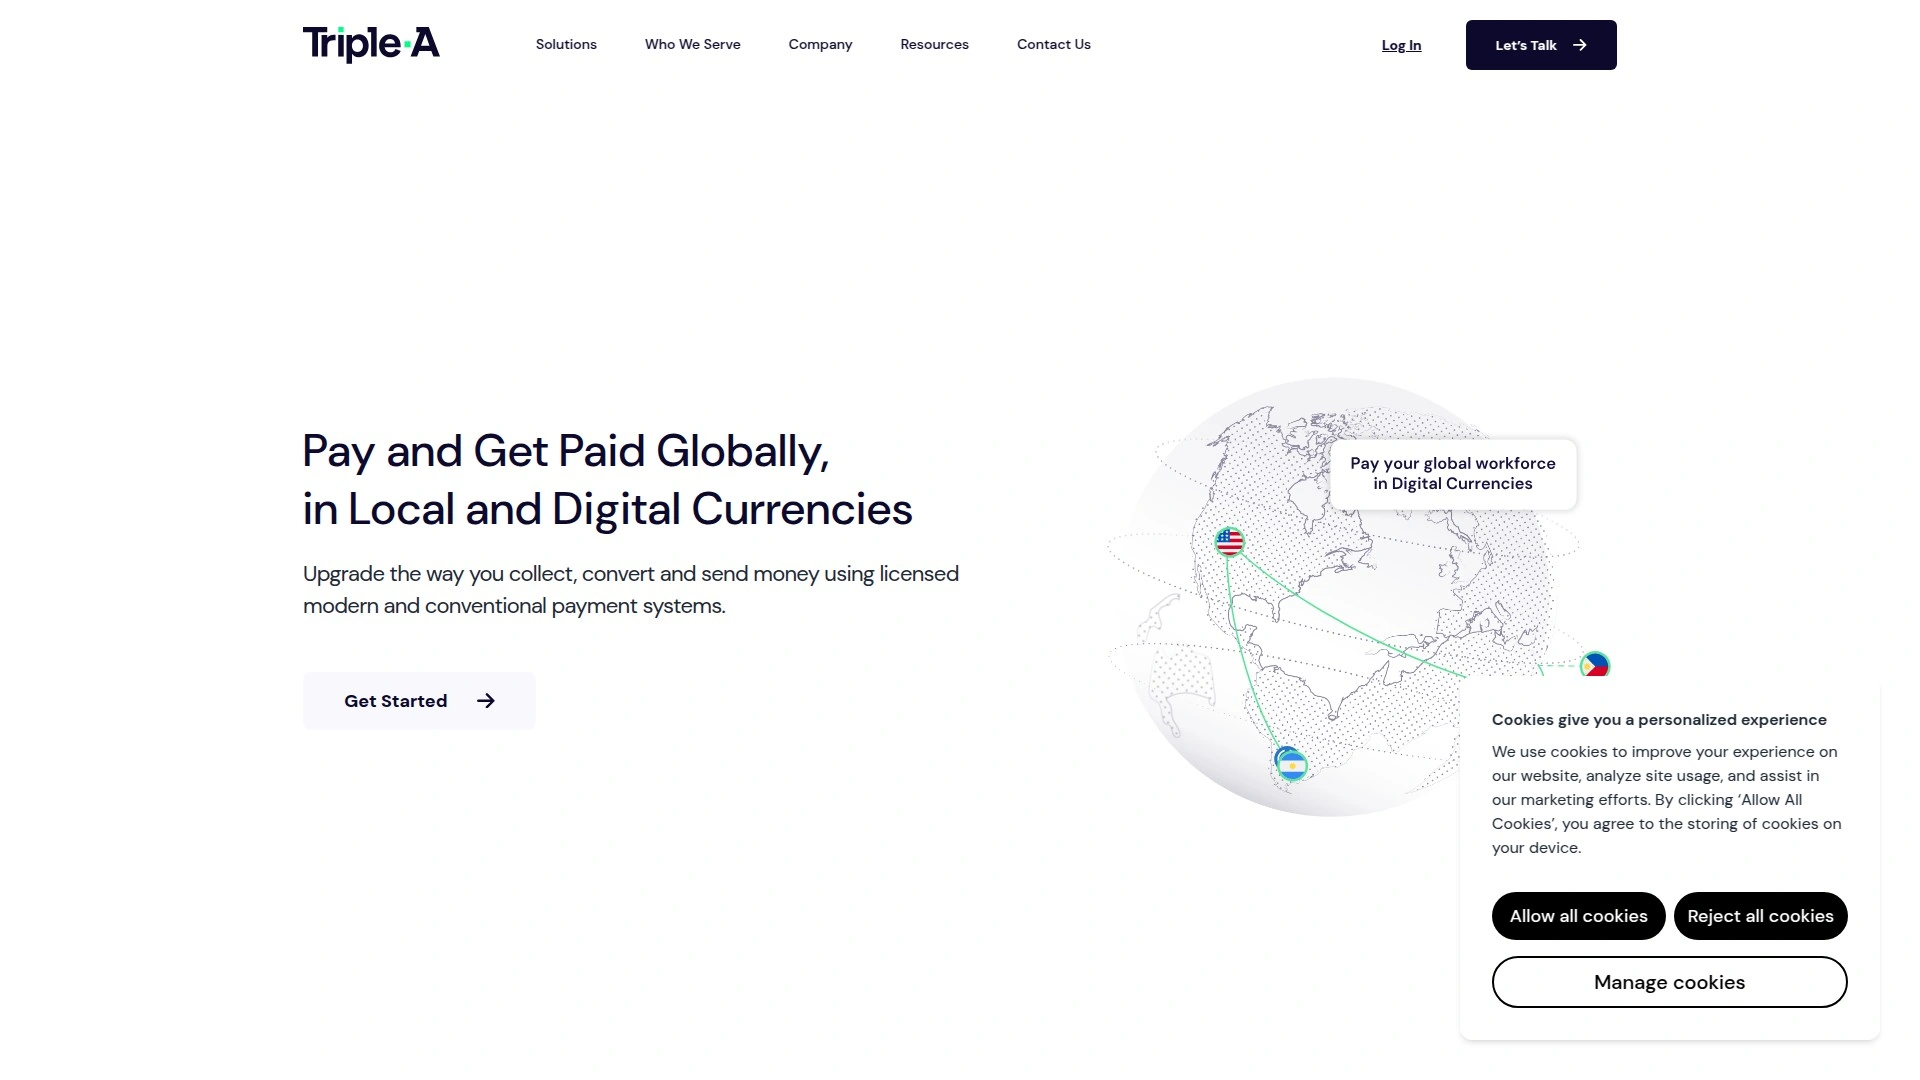 Triple·A
Solutions
Who We Serve
Company
Resources
Contact Us
Log In
Let's Talk
Pay and Get Paid Globally,
in Local and Digital Currencies
Upgrade the way you collect, convert and send money using licensed
modern and conventional payment systems.
Get Started
Pay your global workforce
in Digital Currencies
Cookies give you a personalized experience
We use cookies to improve your experience on
our website, analyze site usage, and assist in
our marketing efforts. By clicking ‘Allow All
Cookies’, you agree to the storing of cookies on
your device.
Allow all cookies
Reject all cookies
Manage cookies